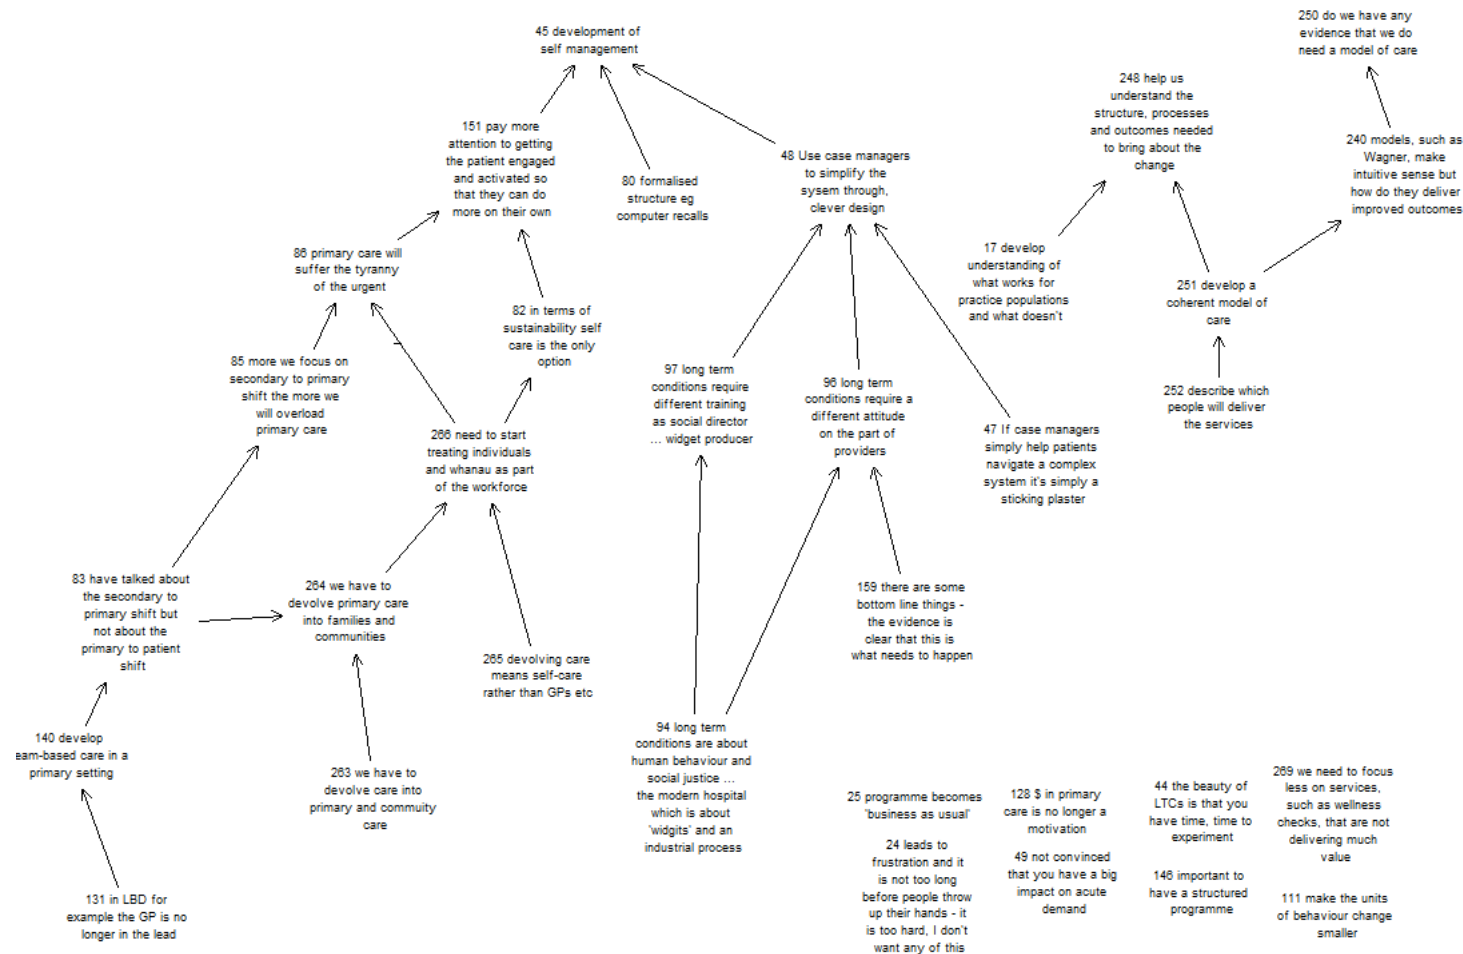 45 development of
self management
250 do we have any
evidence that we do
need a model of care
248 help us
understand the
structure, processes
and outcomes needed
to bring about the
change
151 pay more
attention to getting
the patient engaged
and activated so
that they can do
more on their own
80 formalised
structure eg
computer recalls
48 Use case managers
to simplify the
sysem through,
clever design
240 models, such as
Wagner, make
intuitive sense but
how do they deliver
improved outcomes
86 primary care will
suffer the tyranny
of the urgent
17 develop
understanding of
what works for
practice populations
and what doesn't
251 develop a
coherent model of
care
82 in terms of
sustainability self
care is the only
option
85 more we focus on
secondary to primary
shift the more we
will overload
primary care
97 long term
conditions require
different training
as social director
... widget producer
96 long term
conditions require a
different attitude
on the part of
providers
47 If case managers
simply help patients
navigate a complex
system it's simply a
sticking plaster
252 describe which
people will deliver
the services
266 need to start
treating individuals
and whanau as part
of the workforce
83 have talked about
the secondary to
primary shift but
not about the
primary to patient
shift
264 we have to
devolve primary care
into families and
communities
159 there are some
bottom line things -
the evidence is
clear that this is
what needs to happen
265 devolving care
means self-care
rather than GPs etc
140 develop
eam-based care in a
primary setting
263 we have to
devolve care into
primary and commuity
care
94 long term
conditions are about
human behaviour and
social justice ...
the modern hospital
which is about
'widgits' and an
industrial process
131 in LBD for
example the GP is no
longer in the lead
25 programme becomes
'business as usual'
24 leads to
frustration and it
is not too long
before people throw
up their hands - it
is too hard, I don't
want any of this
128 $ in primary
care is no longer a
motivation
49 not convinced
that you have a big
impact on acute
demand
44 the beauty of
LTCs is that you
have time, time to
experiment
146 important to
have a structured
programme
269 we need to focus
less on services,
such as wellness
checks, that are not
delivering much
value
111 make the units
of behaviour change
smaller